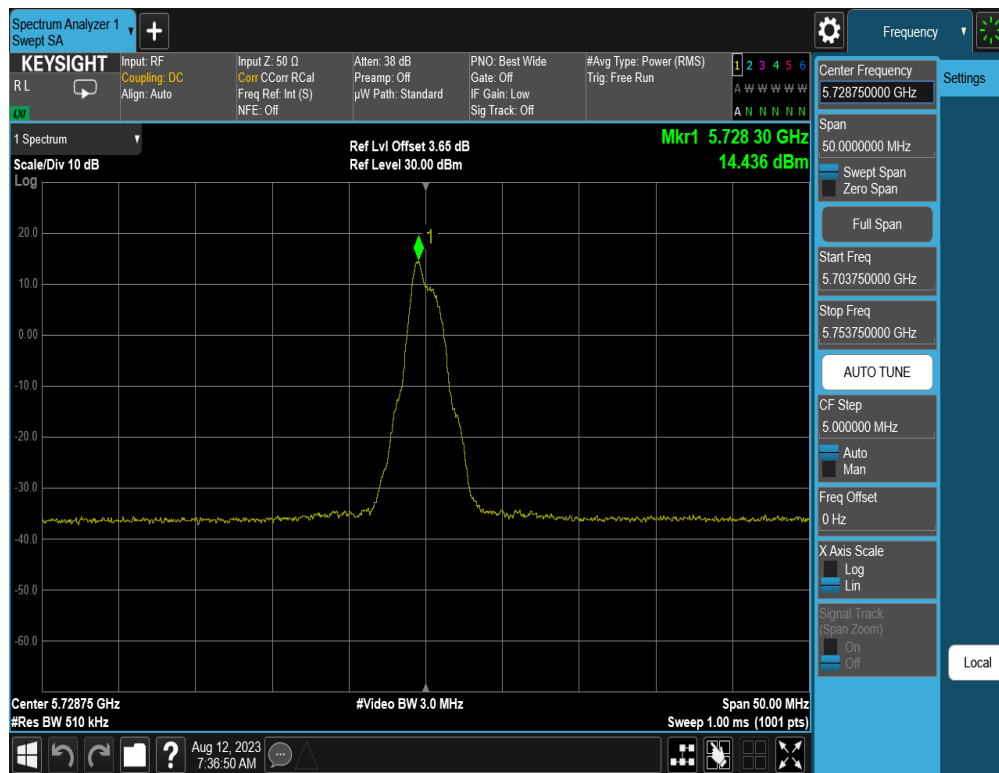 Spectrum Analyzer 1
Swept SA
Frequency
KEYSIGHT
R L
LXI
Input: RF
Coupling: DC
Align: Auto
Input Z: 50 Ω
Corr CCorr RCal
Freq Ref: Int (S)
NFE: Off
Atten: 38 dB
Preamp: Off
µW Path: Standard
PNO: Best Wide
Gate: Off
IF Gain: Low
Sig Track: Off
#Avg Type: Power (RMS)
Trig: Free Run
1 2 3 4 5 6
A W W W W W
A N N N N N
1 Spectrum
Scale/Div 10 dB
Log
Ref Lvl Offset 3.65 dB
Ref Level 30.00 dBm
Mkr1 5.728 30 GHz
14.436 dBm
1
20.0
10.0
0.00
-10.0
-20.0
-30.0
-40.0
-50.0
-60.0
Center 5.72875 GHz
#Res BW 510 kHz
#Video BW 3.0 MHz
Span 50.00 MHz
Sweep 1.00 ms (1001 pts)
Center Frequency
5.728750000 GHz
Settings
Span
50.0000000 MHz
Swept Span
Zero Span
Full Span
Start Freq
5.703750000 GHz
Stop Freq
5.753750000 GHz
AUTO TUNE
CF Step
5.000000 MHz
Auto
Man
Freq Offset
0 Hz
X Axis Scale
Log
Lin
Signal Track
(Span Zoom)
On
Off
Local
?
Aug 12, 2023
7:36:50 AM